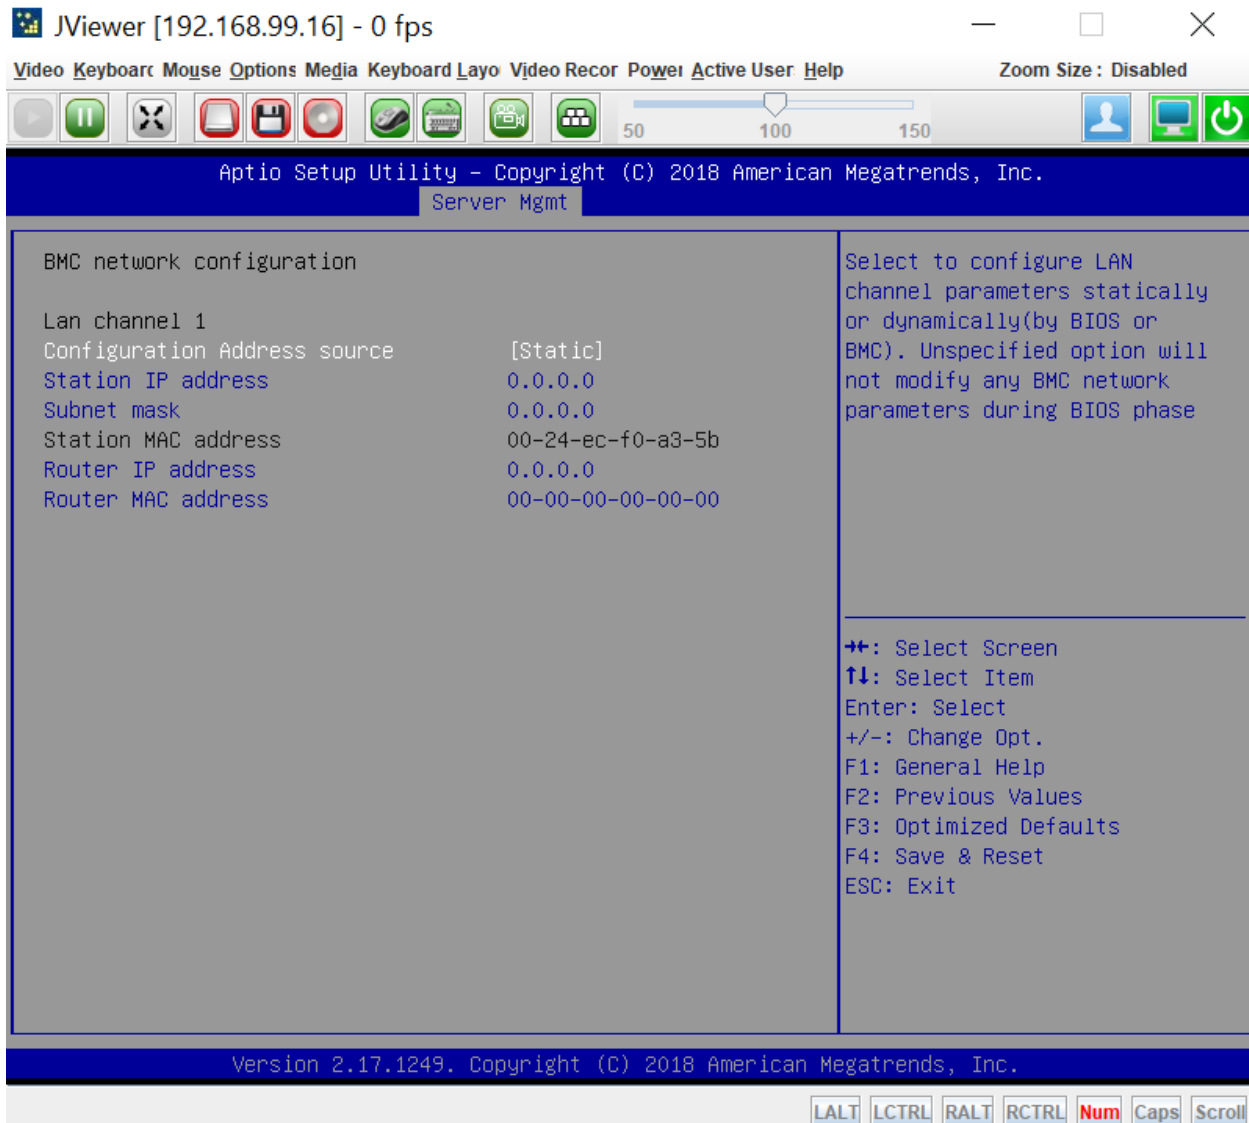 JViewer [192.168.99.16] - 0 fps
Video Keyboarc Mouse Options Media Keyboard Layo Video Recor Power Active User Help Zoom Size : Disabled
50 100 150
Aptio Setup Utility – Copyright (C) 2018 American Megatrends, Inc.
Server Mgmt
BMC network configuration
Lan channel 1
Configuration Address source [Static]
Station IP address 0.0.0.0
Subnet mask 0.0.0.0
Station MAC address 00-24-ec-f0-a3-5b
Router IP address 0.0.0.0
Router MAC address 00-00-00-00-00-00
Select to configure LAN
channel parameters statically
or dynamically(by BIOS or
BMC). Unspecified option will
not modify any BMC network
parameters during BIOS phase
→←: Select Screen
↑↓: Select Item
Enter: Select
+/-: Change Opt.
F1: General Help
F2: Previous Values
F3: Optimized Defaults
F4: Save & Reset
ESC: Exit
Version 2.17.1249. Copyright (C) 2018 American Megatrends, Inc.
LALT LCTRL RALT RCTRL Num Caps Scroll